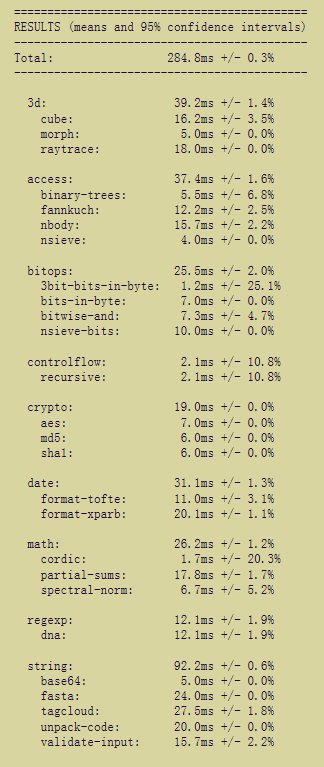 ============================================
RESULTS (means and 95% confidence intervals)
--------------------------------------------
Total:                 284.8ms +/- 0.3%
--------------------------------------------
  3d:                   39.2ms +/- 1.4%
    cube:               16.2ms +/- 3.5%
    morph:               5.0ms +/- 0.0%
    raytrace:           18.0ms +/- 0.0%
  access:               37.4ms +/- 1.6%
    binary-trees:        5.5ms +/- 6.8%
    fannkuch:           12.2ms +/- 2.5%
    nbody:              15.7ms +/- 2.2%
    nsieve:              4.0ms +/- 0.0%
  bitops:               25.5ms +/- 2.0%
    3bit-bits-in-byte:   1.2ms +/- 25.1%
    bits-in-byte:        7.0ms +/- 0.0%
    bitwise-and:         7.3ms +/- 4.7%
    nsieve-bits:        10.0ms +/- 0.0%
  controlflow:           2.1ms +/- 10.8%
    recursive:           2.1ms +/- 10.8%
  crypto:               19.0ms +/- 0.0%
    aes:                 7.0ms +/- 0.0%
    md5:                 6.0ms +/- 0.0%
    sha1:                6.0ms +/- 0.0%
  date:                 31.1ms +/- 1.3%
    format-tofte:       11.0ms +/- 3.1%
    format-xparb:       20.1ms +/- 1.1%
  math:                 26.2ms +/- 1.2%
    cordic:              1.7ms +/- 20.3%
    partial-sums:       17.8ms +/- 1.7%
    spectral-norm:       6.7ms +/- 5.2%
  regexp:               12.1ms +/- 1.9%
    dna:                12.1ms +/- 1.9%
  string:               92.2ms +/- 0.6%
    base64:              5.0ms +/- 0.0%
    fasta:              24.0ms +/- 0.0%
    tagcloud:           27.5ms +/- 1.8%
    unpack-code:        20.0ms +/- 0.0%
    validate-input:     15.7ms +/- 2.2%